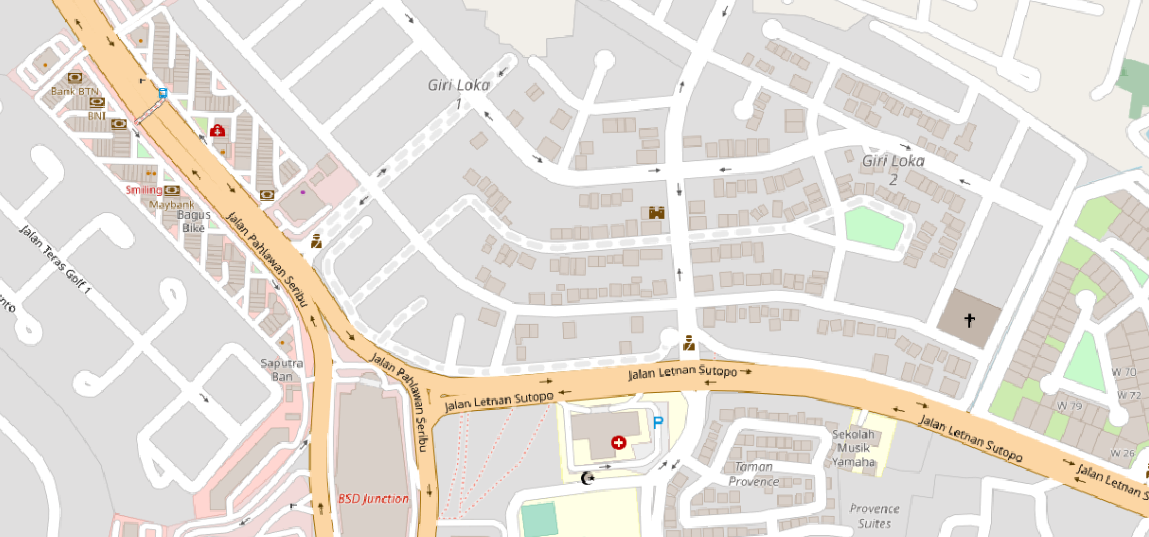 Giri Loka
1
Bank BTN
BNI
Giri Loka
2
Smiling
Maybank
Bagus
Bike
Jalan Pahlawan Seribu
Jalan Teras Golf 1
Saputra
Ban
Jalan Pahlawan Seribu
Jalan Letnan Sutopo
Jalan Letnan Sutopo
W 70
W 72
W 79
Jalan Letnan Sutopo
Sekolah
Musik
Yamaha
W 26
Taman
Provence
Jalan Letnan S
BSD Junction
P
Provence
Suites